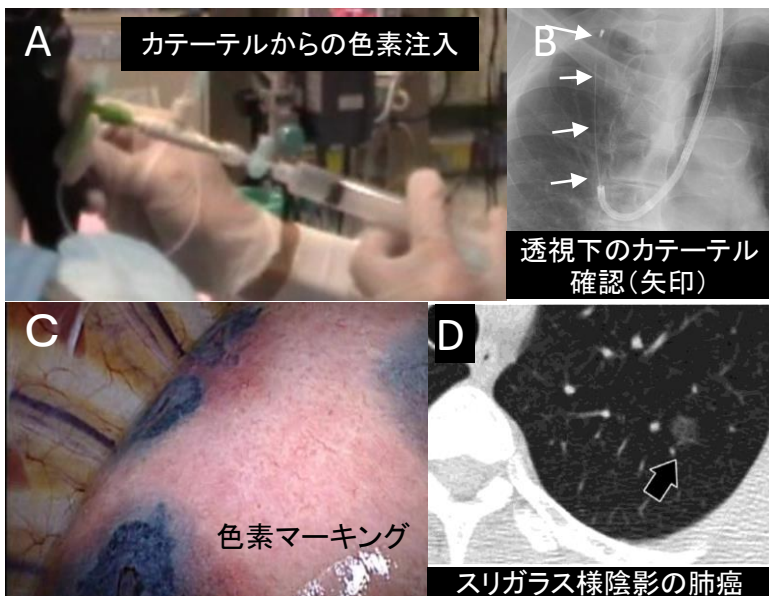 A
カテーテルからの色素注入
B
透視下のカテーテル
確認(矢印)
C
色素マーキング
D
スリガラス様陰影の肺癌